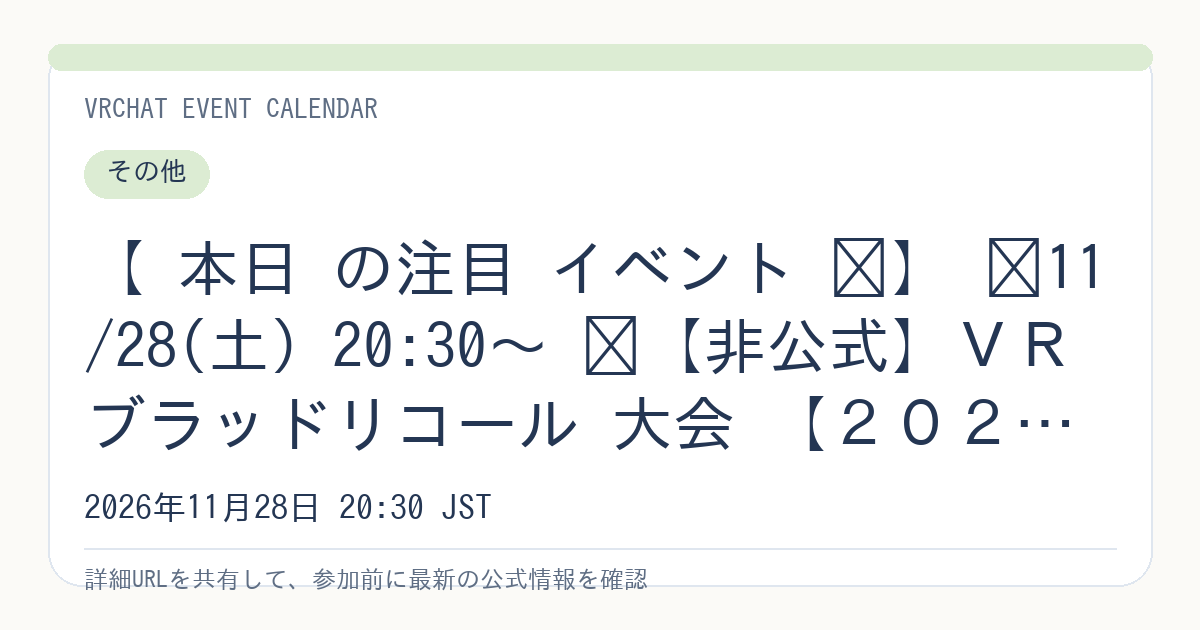 VRCHAT EVENT CALENDAR
その他
【 本日 の注目 イベント 】 11
/28(土) 20:30〜 【非公式】ＶＲ
ブラッドリコール 大会 【２０２…
2026年11月28日 20:30 JST
詳細URLを共有して、参加前に最新の公式情報を確認